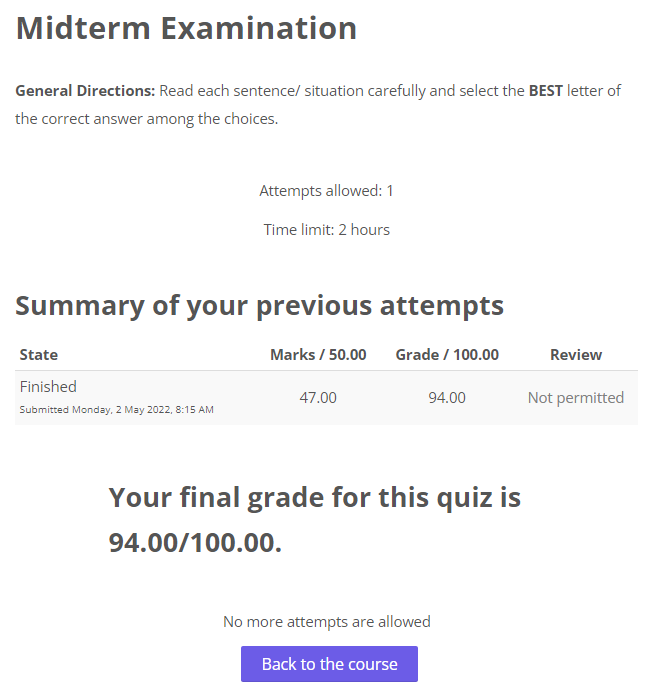 Midterm Examination
General Directions: Read each sentence/ situation carefully and select the BEST letter of
the correct answer among the choices.
Attempts allowed: 1
Time limit: 2 hours
Summary of your previous attempts
State Marks / 50.00 Grade / 100.00 Review
Finished
Submitted Monday, 2 May 2022, 8:15 AM
47.00 94.00 Not permitted
Your final grade for this quiz is
94.00/100.00.
No more attempts are allowed
Back to the course